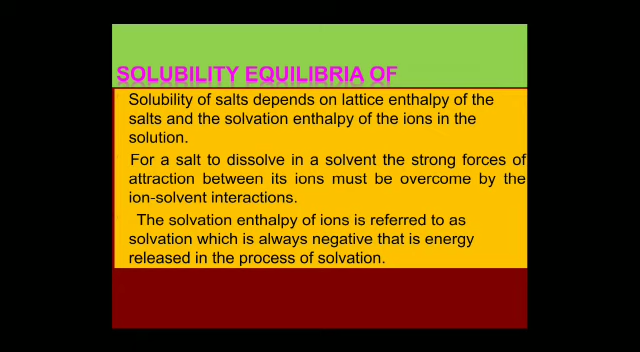 SOLUBILITY EQUILIBRIA OF
Solubility of salts depends on lattice enthalpy of the
salts and the solvation enthalpy of the ions in the
solution.
For a salt to dissolve in a solvent the strong forces of
attraction between its ions must be overcome by the
ion-solvent interactions.
The solvation enthalpy of ions is referred to as
solvation which is always negative that is energy
released in the process of solvation.